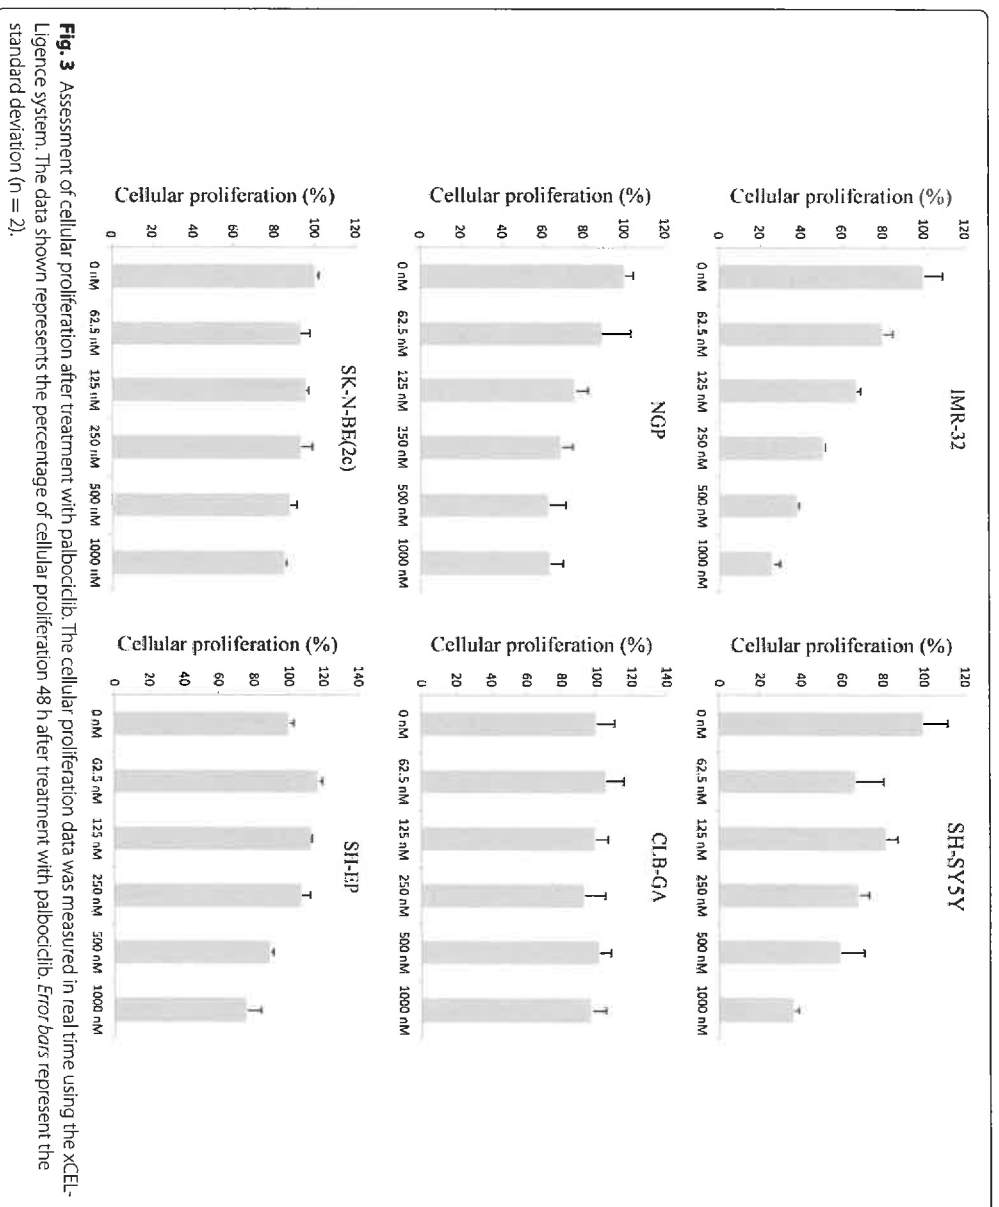 IMR-32
Cellular proliferation (%)
120
100
80
60
40
20
0
0 nM 62.5 nM 125 nM 250 nM 500 nM 1000 nM
SH-SY5Y
Cellular proliferation (%)
120
100
80
60
40
20
0
0 nM 62.5 nM 125 nM 250 nM 500 nM 1000 nM
NGP
Cellular proliferation (%)
120
100
80
60
40
20
0
0 nM 62.5 nM 125 nM 250 nM 500 nM 1000 nM
CLB-GA
Cellular proliferation (%)
140
120
100
80
60
40
20
0
0 nM 62.5 nM 125 nM 250 nM 500 nM 1000 nM
SK-N-BE(2c)
Cellular proliferation (%)
120
100
80
60
40
20
0
0 nM 62.5 nM 125 nM 250 nM 500 nM 1000 nM
SH-EP
Cellular proliferation (%)
140
120
100
80
60
40
20
0
0 nM 62.5 nM 125 nM 250 nM 500 nM 1000 nM
Fig. 3 Assessment of cellular proliferation after treatment with palbociclib. The cellular proliferation data was measured in real time using the xCEL-
Ligence system. The data shown represents the percentage of cellular proliferation 48 h after treatment with palbociclib. Error bars represent the
standard deviation (n = 2).